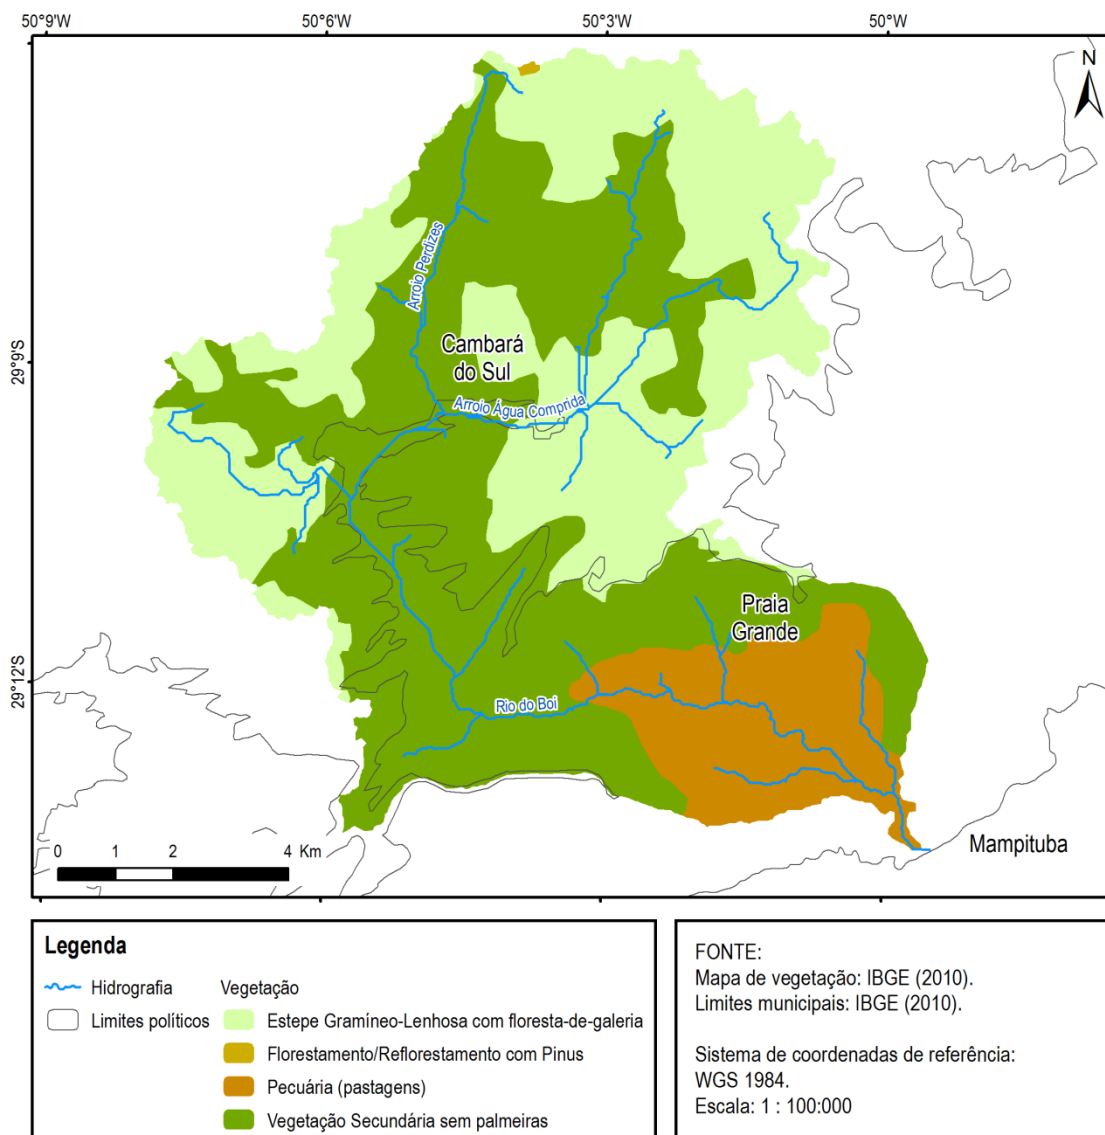 50°9'W
50°6'W
50°3'W
50°W
N
29°9'S
29°12'S
Arroio Perdizes
Cambará
do Sul
Arroio Água Comprida
Praia
Grande
Rio do Boi
Mampituba
0 1 2 4 Km
Legenda
Hidrografia
Limites políticos
Vegetação
Estepe Gramíneo-Lenhosa com floresta-de-galeria
Florestamento/Reflorestamento com Pinus
Pecuária (pastagens)
Vegetação Secundária sem palmeiras
FONTE:
Mapa de vegetação: IBGE (2010).
Limites municipais: IBGE (2010).
Sistema de coordenadas de referência:
WGS 1984.
Escala: 1 : 100:000